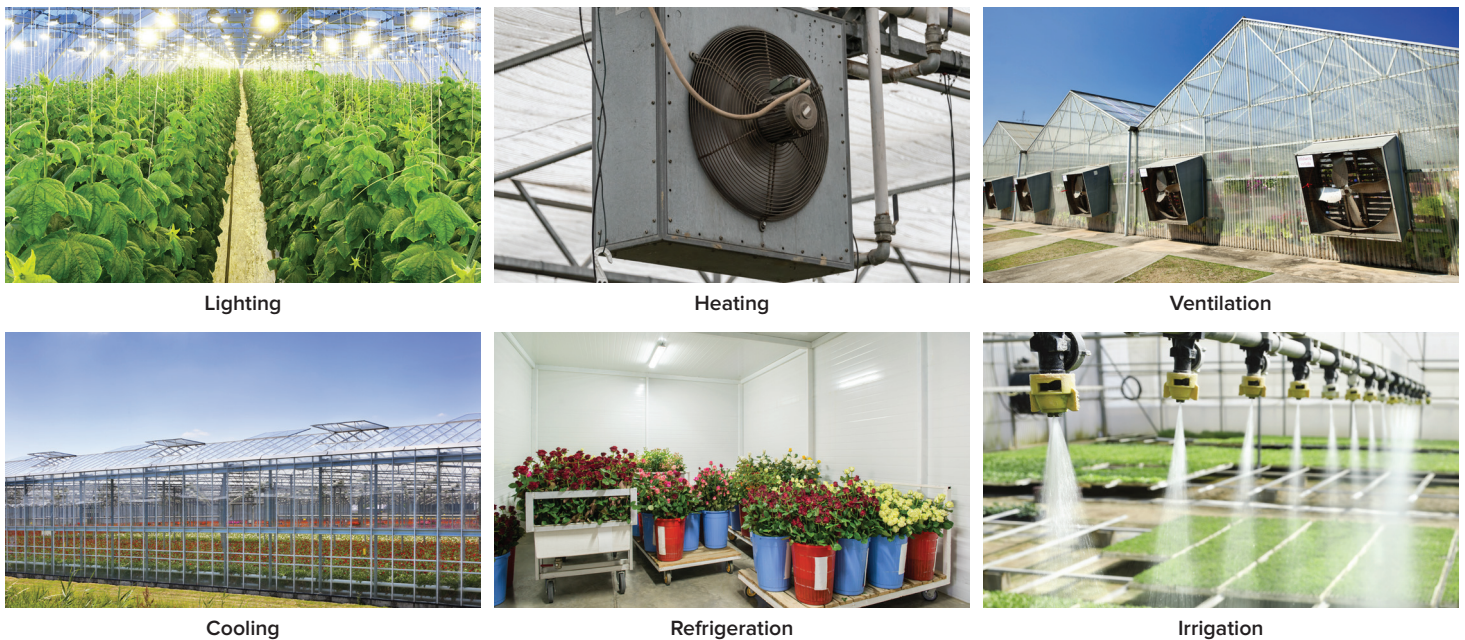 Lighting
Heating
Ventilation
Cooling
Refrigeration
Irrigation